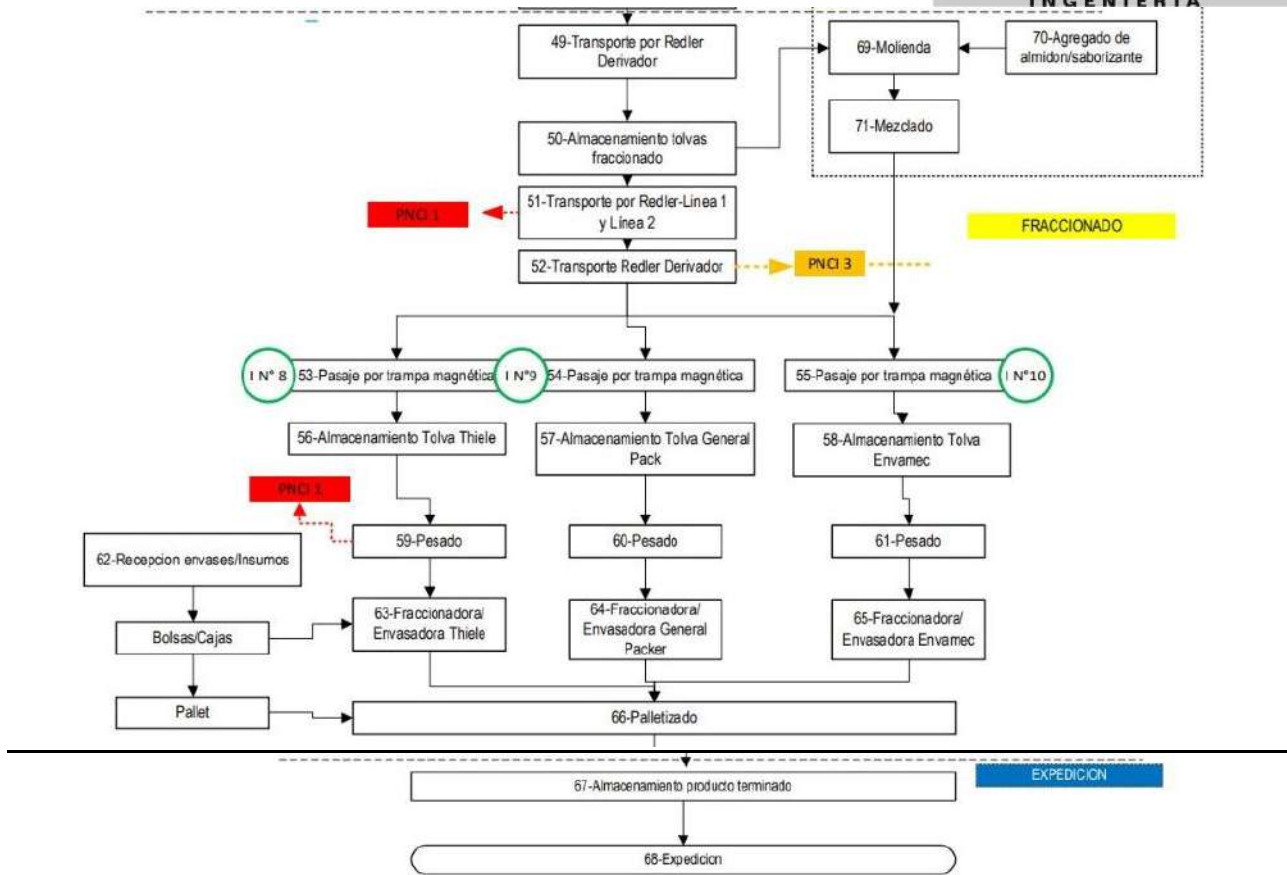 INGENIERIA
49-Transporte por Redler
Derivador
69-Molienda
70-Agregado de
almidon/saborizante
50-Almacenamiento tolvas
fraccionado
71-Mezclado
51-Transporte por Redler-Linea 1
y Línea 2
PNCI 1
FRACCIONADO
52-Transporte Redler Derivador
PNCI 3
I N° 8
53-Pasaje por trampa magnética
I N°9
54-Pasaje por trampa magnética
55-Pasaje por trampa magnética
I N°10
56-Almacenamiento Tolva Thiele
57-Almacenamiento Tolva General
Pack
58-Almacenamiento Tolva
Envamec
PNCI 1
62-Recepcion envases/Insumos
59-Pesado
60-Pesado
61-Pesado
Bolsas/Cajas
63-Fraccionadora/
Envasadora Thiele
64-Fraccionadora/
Envasadora General
Packer
65-Fraccionadora/
Envasadora Envamec
Pallet
66-Palletizado
67-Almacenamiento producto terminado
EXPEDICION
68-Expedicion